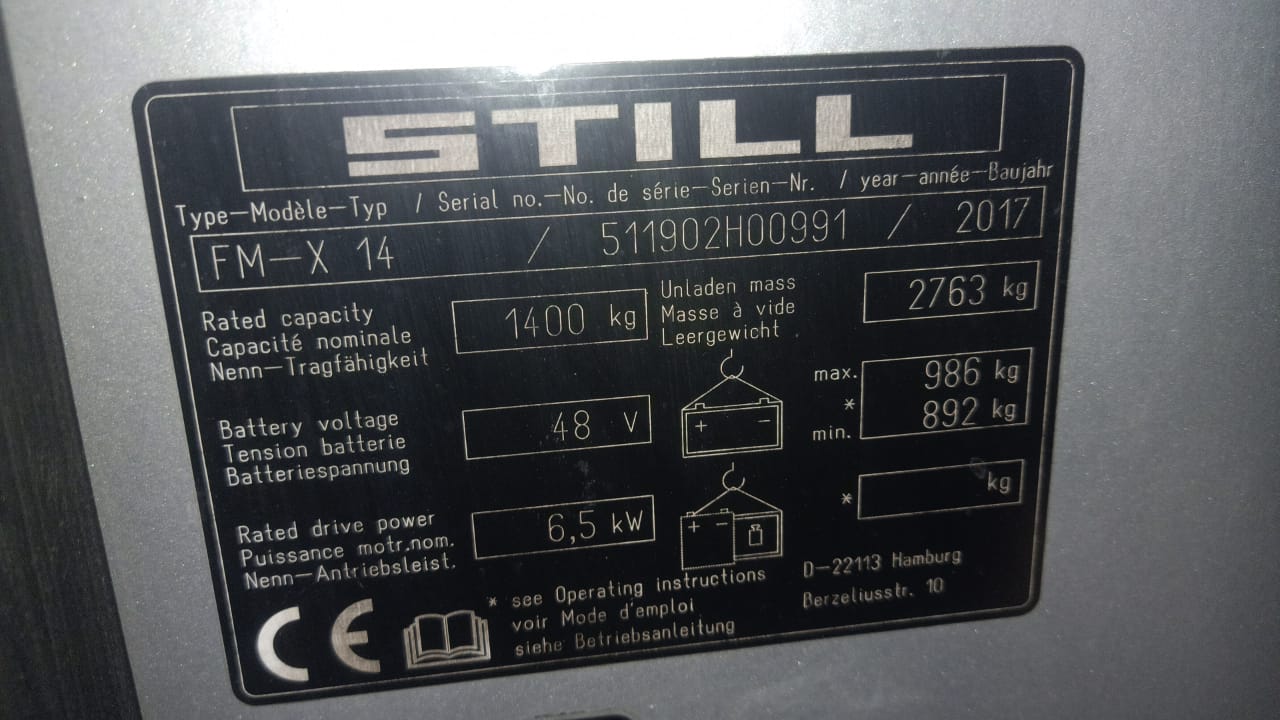 STILL
Type-Modèle-Typ / Serial no.-No. de série-Serien-Nr. / year-année-Baujahr
FM-X 14 / 511902H00991 / 2017
Rated capacity
Capacité nominale
Nenn-Tragfähigkeit
1400 kg
Unladen mass
Masse à vide
Leergewicht
2763 kg
Battery voltage
Tension batterie
Batteriespannung
48 V
+ -
max. 986 kg
*
min. 892 kg
Rated drive power
Puissance motr.nom.
Nenn-Antriebsleist.
6,5 kW
+ -
* kg
CE
* see Operating instructions
voir Mode d'emploi
siehe Betriebsanleitung
D-22113 Hamburg
Berzeliusstr. 10